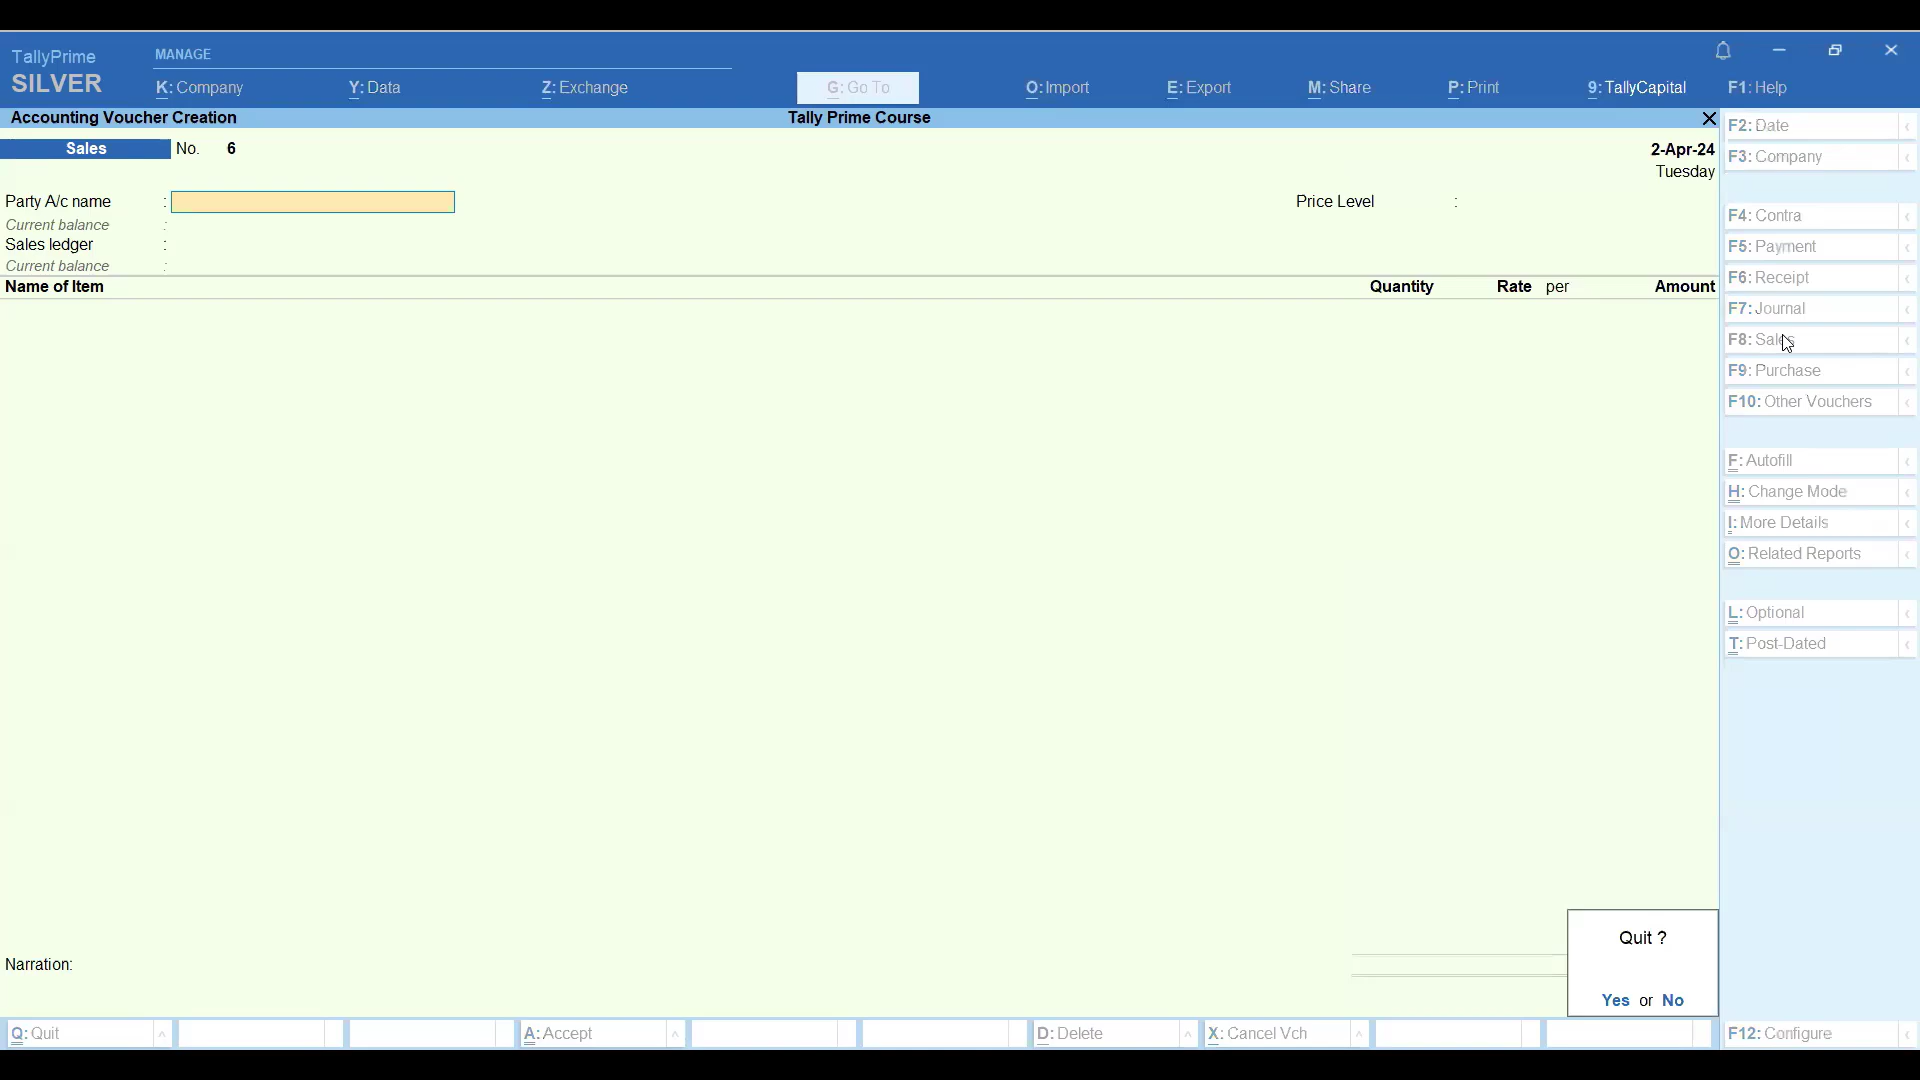 TallyPrime
SILVER
MANAGE
K: Company Y: Data Z: Exchange G: Go To O: Import E: Export M: Share P: Print 9: TallyCapital F1: Help
Accounting Voucher Creation Tally Prime Course
Sales No. 6 2-Apr-24
Tuesday
Party A/c name : Price Level :
Current balance :
Sales ledger :
Current balance :
Name of Item Quantity Rate per Amount
Narration:
Quit ?
Yes or No
F2: Date
F3: Company
F4: Contra
F5: Payment
F6: Receipt
F7: Journal
F8: Sales
F9: Purchase
F10: Other Vouchers
F: Autofill
H: Change Mode
I: More Details
O: Related Reports
L: Optional
T: Post-Dated
Q: Quit A: Accept D: Delete X: Cancel Vch F12: Configure